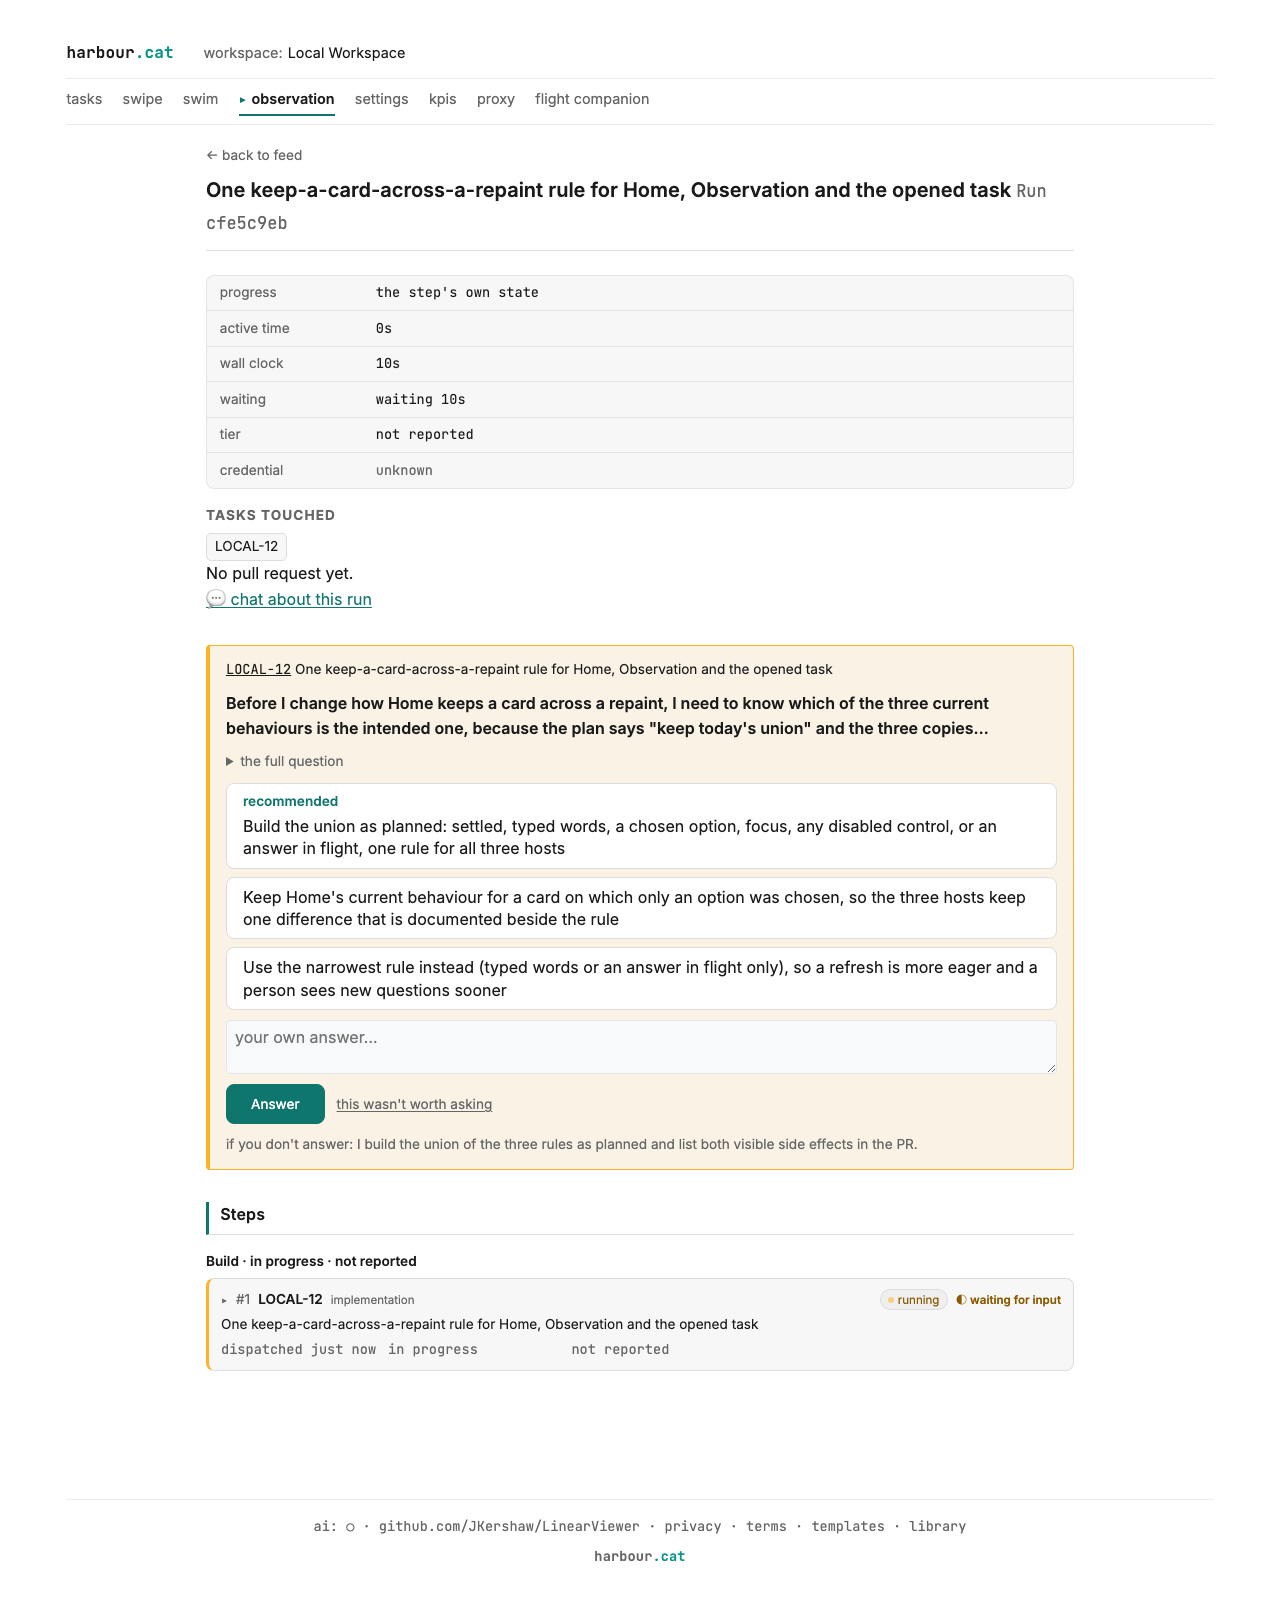 harbour.cat workspace: Local Workspace
tasks swipe swim ▸ observation settings kpis proxy flight companion
← back to feed
One keep-a-card-across-a-repaint rule for Home, Observation and the opened task Run
cfe5c9eb
progress the step's own state
active time 0s
wall clock 10s
waiting waiting 10s
tier not reported
credential unknown
TASKS TOUCHED
LOCAL-12
No pull request yet.
💬 chat about this run
LOCAL-12 One keep-a-card-across-a-repaint rule for Home, Observation and the opened task
Before I change how Home keeps a card across a repaint, I need to know which of the three current
behaviours is the intended one, because the plan says "keep today's union" and the three copies…
▶ the full question
recommended
Build the union as planned: settled, typed words, a chosen option, focus, any disabled control, or an
answer in flight, one rule for all three hosts
Keep Home's current behaviour for a card on which only an option was chosen, so the three hosts keep
one difference that is documented beside the rule
Use the narrowest rule instead (typed words or an answer in flight only), so a refresh is more eager and a
person sees new questions sooner
your own answer…
Answer this wasn't worth asking
if you don't answer: I build the union of the three rules as planned and list both visible side effects in the PR.
Steps
Build · in progress · not reported
▸ #1 LOCAL-12 implementation running ◐ waiting for input
One keep-a-card-across-a-repaint rule for Home, Observation and the opened task
dispatched just now in progress not reported
ai: ○ · github.com/JKershaw/LinearViewer · privacy · terms · templates · library
harbour.cat